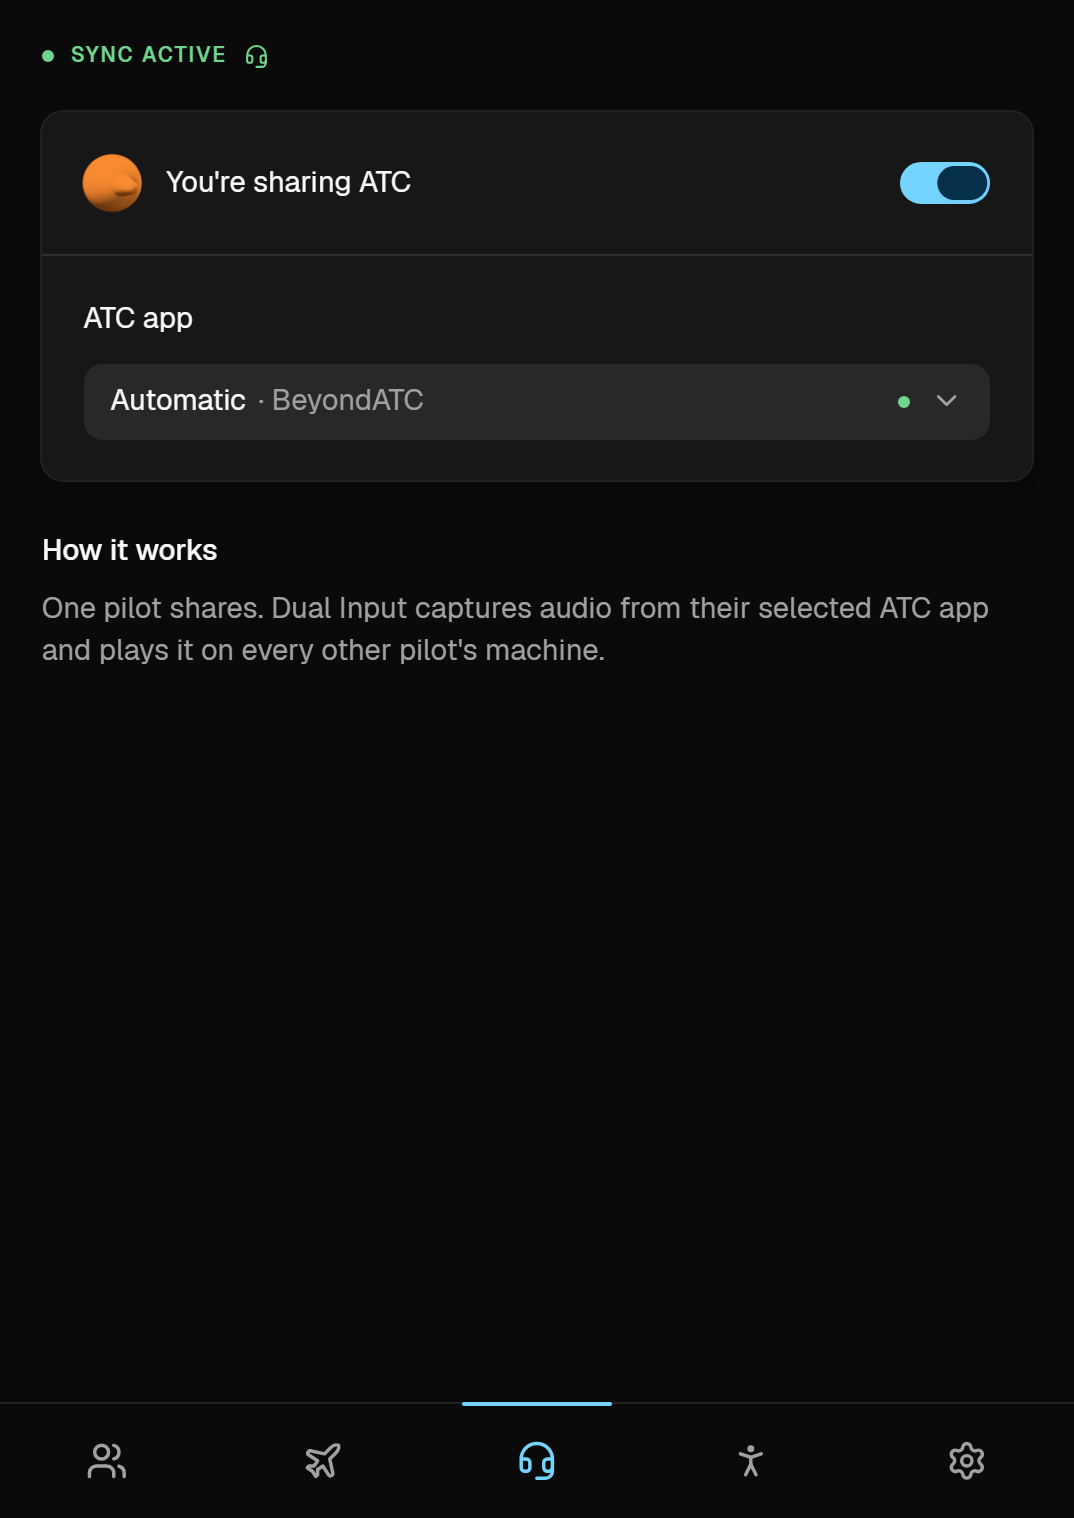 SYNC ACTIVE
You're sharing ATC
ATC app
Automatic · BeyondATC
How it works
One pilot shares. Dual Input captures audio from their selected ATC app
and plays it on every other pilot's machine.